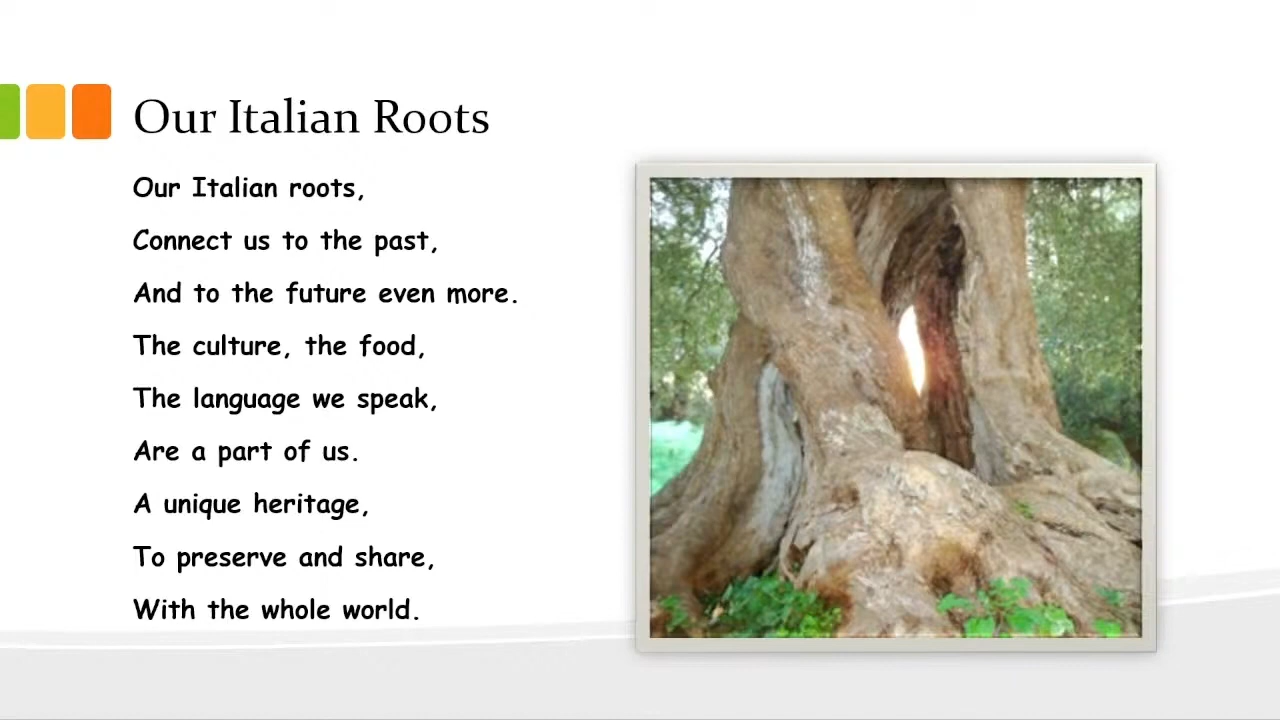 Our Italian Roots
Our Italian roots,
Connect us to the past,
And to the future even more.
The culture, the food,
The language we speak,
Are a part of us.
A unique heritage,
To preserve and share,
With the whole world.